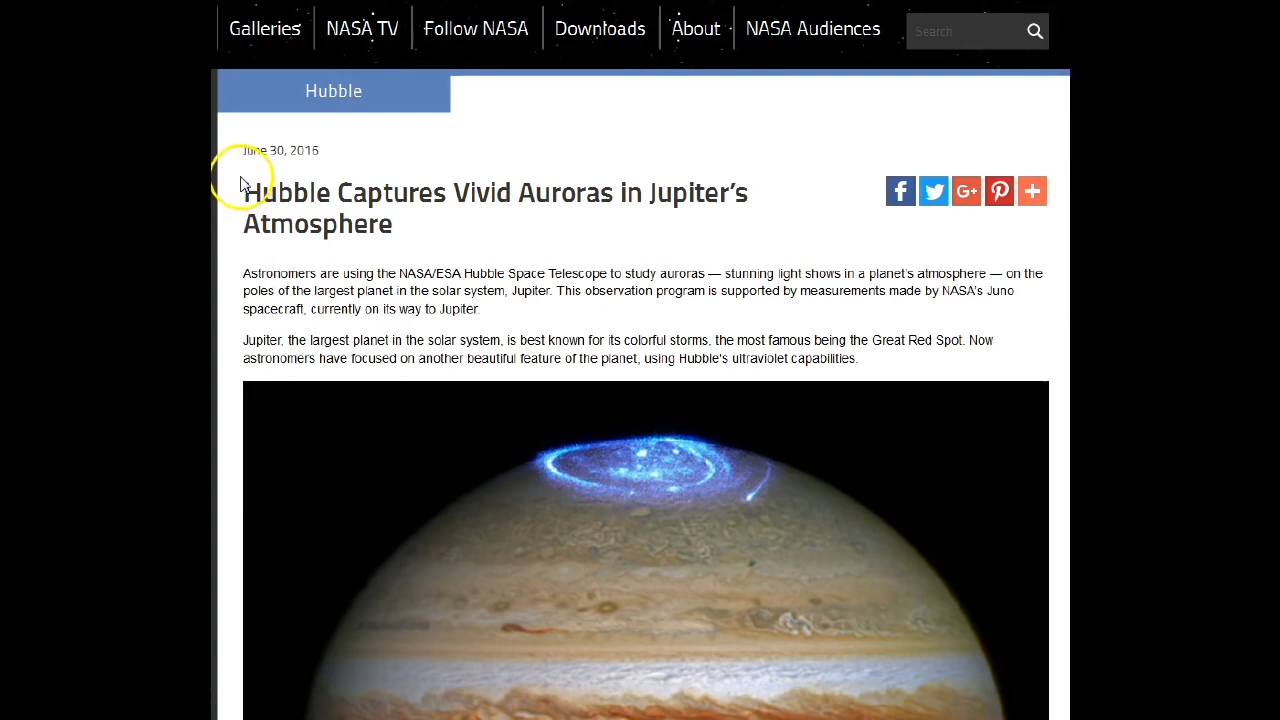 Galleries NASA TV Follow NASA Downloads About NASA Audiences Search
Hubble
June 30, 2016
Hubble Captures Vivid Auroras in Jupiter's
Atmosphere
Astronomers are using the NASA/ESA Hubble Space Telescope to study auroras — stunning light shows in a planet's atmosphere — on the
poles of the largest planet in the solar system, Jupiter. This observation program is supported by measurements made by NASA's Juno
spacecraft, currently on its way to Jupiter.
Jupiter, the largest planet in the solar system, is best known for its colorful storms, the most famous being the Great Red Spot. Now
astronomers have focused on another beautiful feature of the planet, using Hubble's ultraviolet capabilities.